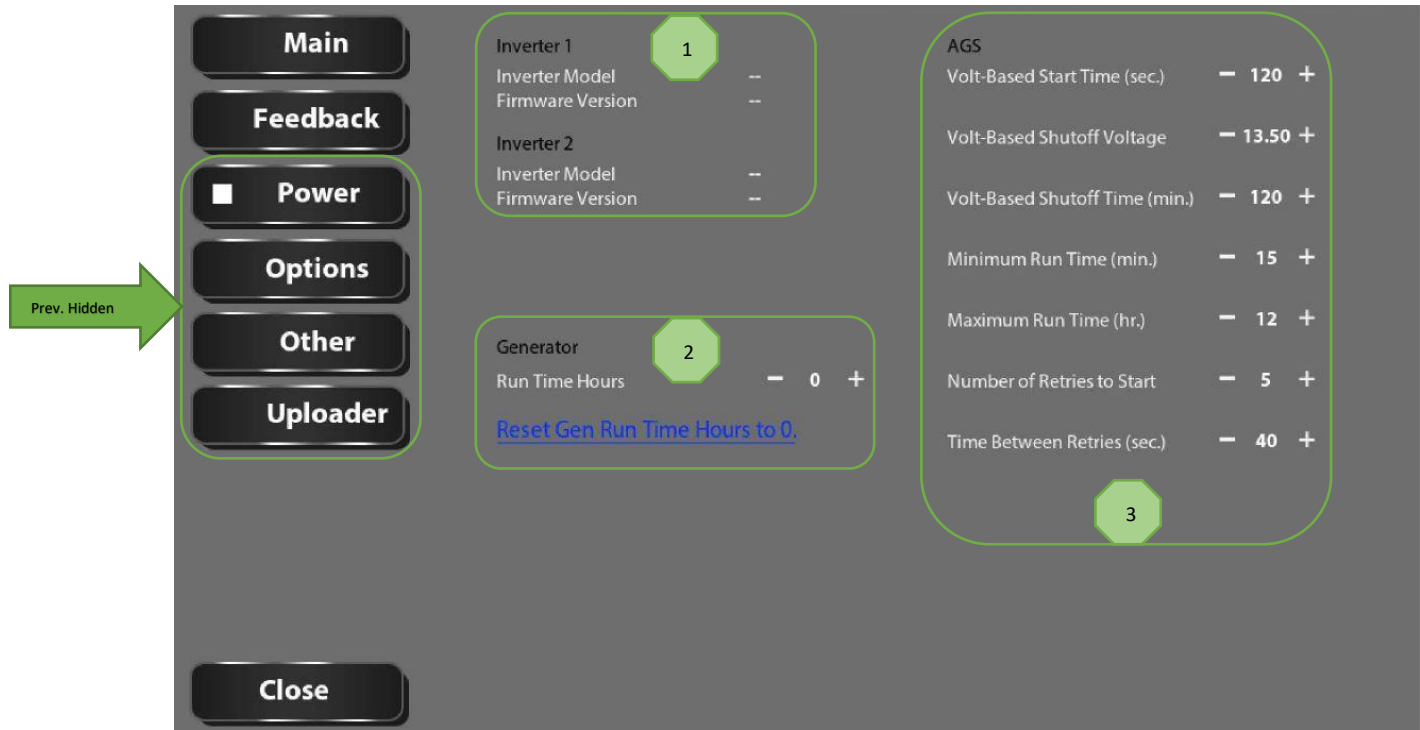 Main
Feedback
Power
Options
Other
Uploader
Close
Prev. Hidden
Inverter 1
1
Inverter Model --
Firmware Version --
Inverter 2
Inverter Model --
Firmware Version --
Generator
2
Run Time Hours − 0 +
Reset Gen Run Time Hours to 0.
AGS
Volt-Based Start Time (sec.) − 120 +
Volt-Based Shutoff Voltage − 13.50 +
Volt-Based Shutoff Time (min.) − 120 +
Minimum Run Time (min.) − 15 +
Maximum Run Time (hr.) − 12 +
Number of Retries to Start − 5 +
Time Between Retries (sec.) − 40 +
3